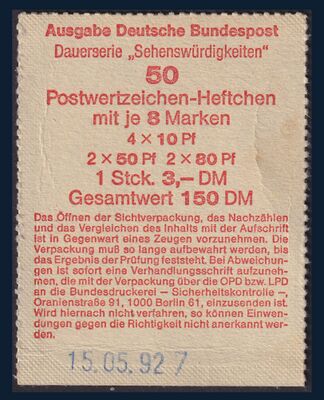 Ausgabe Deutsche Bundespost
Dauerserie „Sehenswürdigkeiten“
50
Postwertzeichen-Heftchen
mit je 8 Marken
4 x 10 Pf
2 x 50 Pf 2 x 80 Pf
1 Stck. 3,– DM
Gesamtwert 150 DM
Das Öffnen der Sichtverpackung, das Nachzählen
und das Vergleichen des Inhalts mit der Aufschrift
ist in Gegenwart eines Zeugen vorzunehmen. Die
Verpackung muß so lange aufbewahrt werden, bis
das Ergebnis der Prüfung feststeht. Bei Abweichun-
gen ist sofort eine Verhandlungsschrift aufzuneh-
men, die mit der Verpackung über die OPD bzw. LPD
an die Bundesdruckerei – Sicherheitskontrolle –,
Oranienstraße 91, 1000 Berlin 61, einzusenden ist.
Wird hiernach nicht verfahren, so können Einwen-
dungen gegen die Richtigkeit nicht anerkannt wer-
den.
15.05.92 7